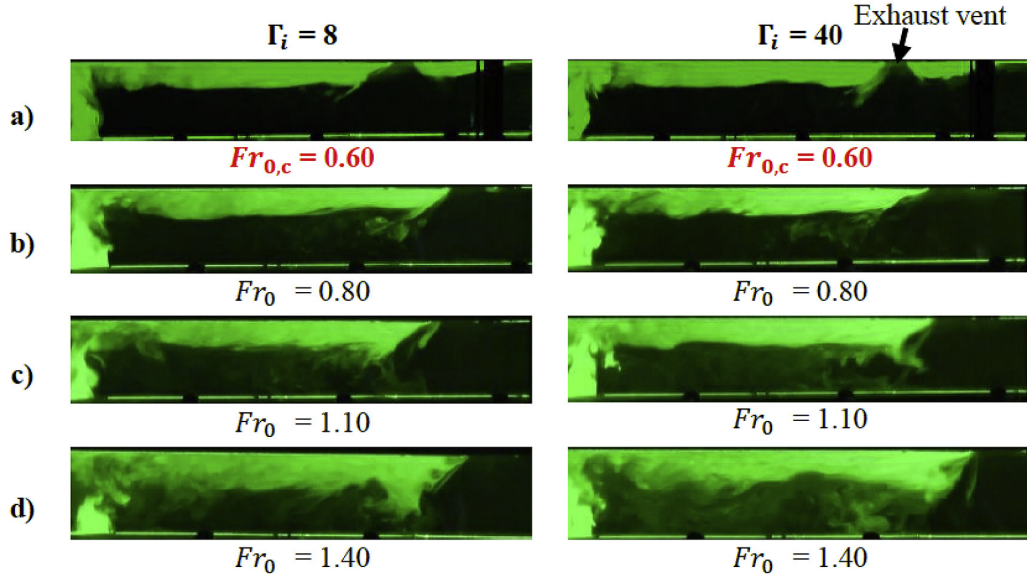 Exhaust vent
Γᵢ = 8 Γᵢ = 40
a)
Fr₀,c = 0.60 Fr₀,c = 0.60
b)
Fr₀ = 0.80 Fr₀ = 0.80
c)
Fr₀ = 1.10 Fr₀ = 1.10
d)
Fr₀ = 1.40 Fr₀ = 1.40